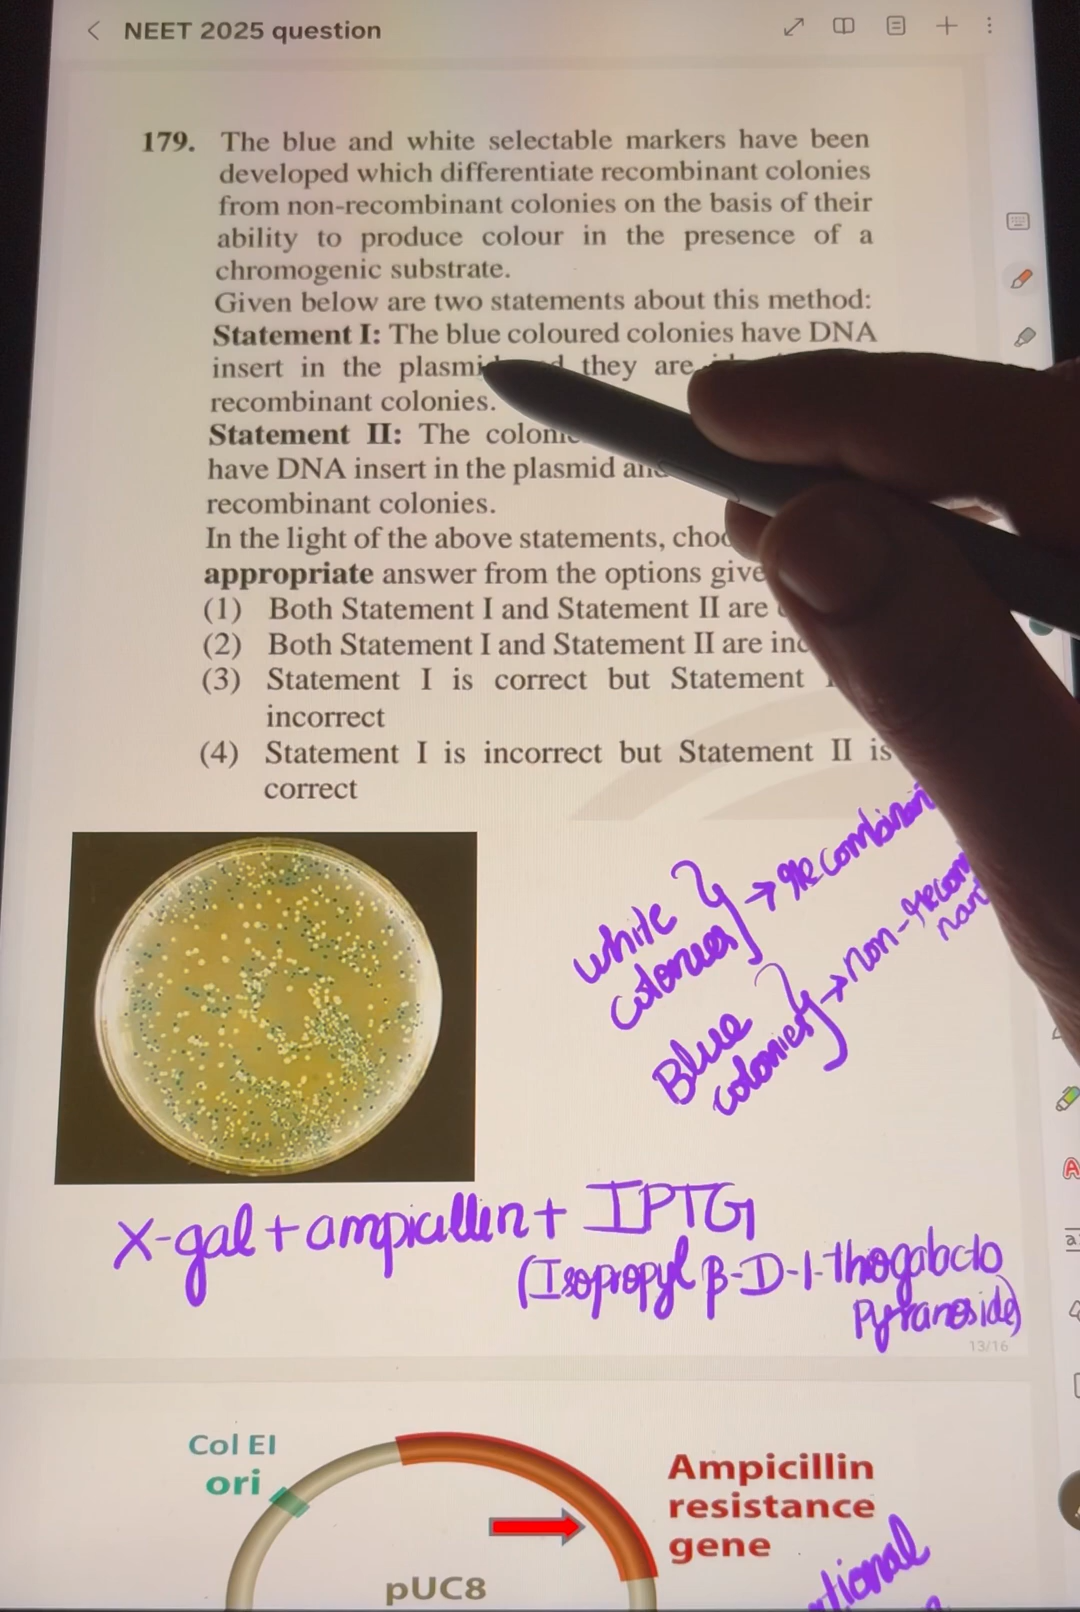 NEET 2025 question
179. The blue and white selectable markers have been
developed which differentiate recombinant colonies
from non-recombinant colonies on the basis of their
ability to produce colour in the presence of a
chromogenic substrate.
Given below are two statements about this method:
Statement I: The blue coloured colonies have DNA
insert in the they are
recombinant colonies.
Statement II: The
have DNA insert in the plasmid
recombinant colonies.
In the light of the above statements,
appropriate answer from the options
(1) Both Statement I and Statement II are
(2) Both Statement I and Statement II are
(3) Statement I is correct but Statement
incorrect
(4) Statement I is incorrect but Statement II is
correct
white
colonies } →
Blue
colonies } →
X-gal + ampicillin + IPTG
(Isopropyl β-D-1-
Pyranoside)
13/16
Col EI
ori
Ampicillin
resistance
gene
pUC8